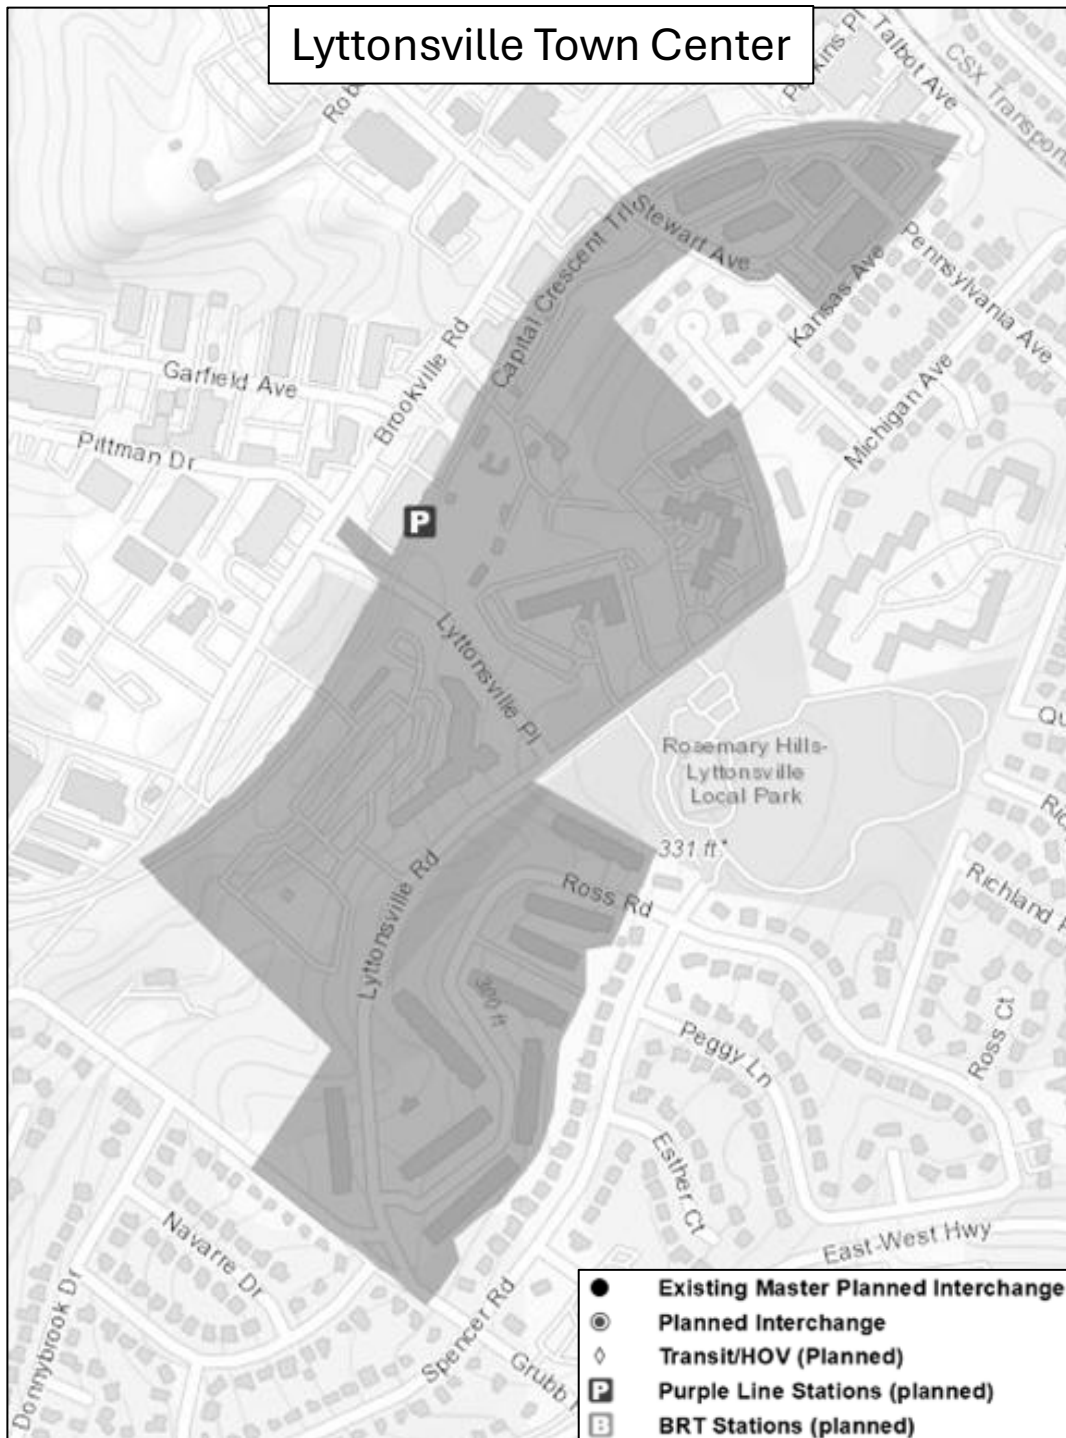 Lyttonsville Town Center
Talbot Ave
CSX
Capital Crescent Trl
Stewart Ave
Pennsylvania Ave
Kansas Ave
Brookville Rd
Garfield Ave
Michigan Ave
Pittman Dr
P
Lyttonsville Pl
Rosemary Hills-
Lyttonsville
Local Park
331 ft
Ross Rd
Lyttonsville Rd
300 ft
Richland
Ross Ct
Peggy Ln
Esther Ct
East-West Hwy
Navarre Dr
Donnybrook Dr
Spencer Rd
Grubb
Existing Master Planned Interchange
Planned Interchange
Transit/HOV (Planned)
P Purple Line Stations (planned)
B BRT Stations (planned)